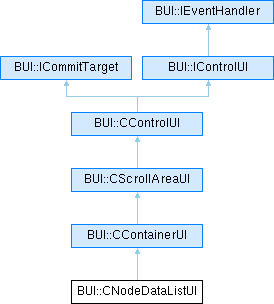 BUI::IEventHandler
BUI::ICommitTarget
BUI::IControlUI
BUI::CControlUI
BUI::CScrollAreaUI
BUI::CContainerUI
BUI::CNodeDataListUI